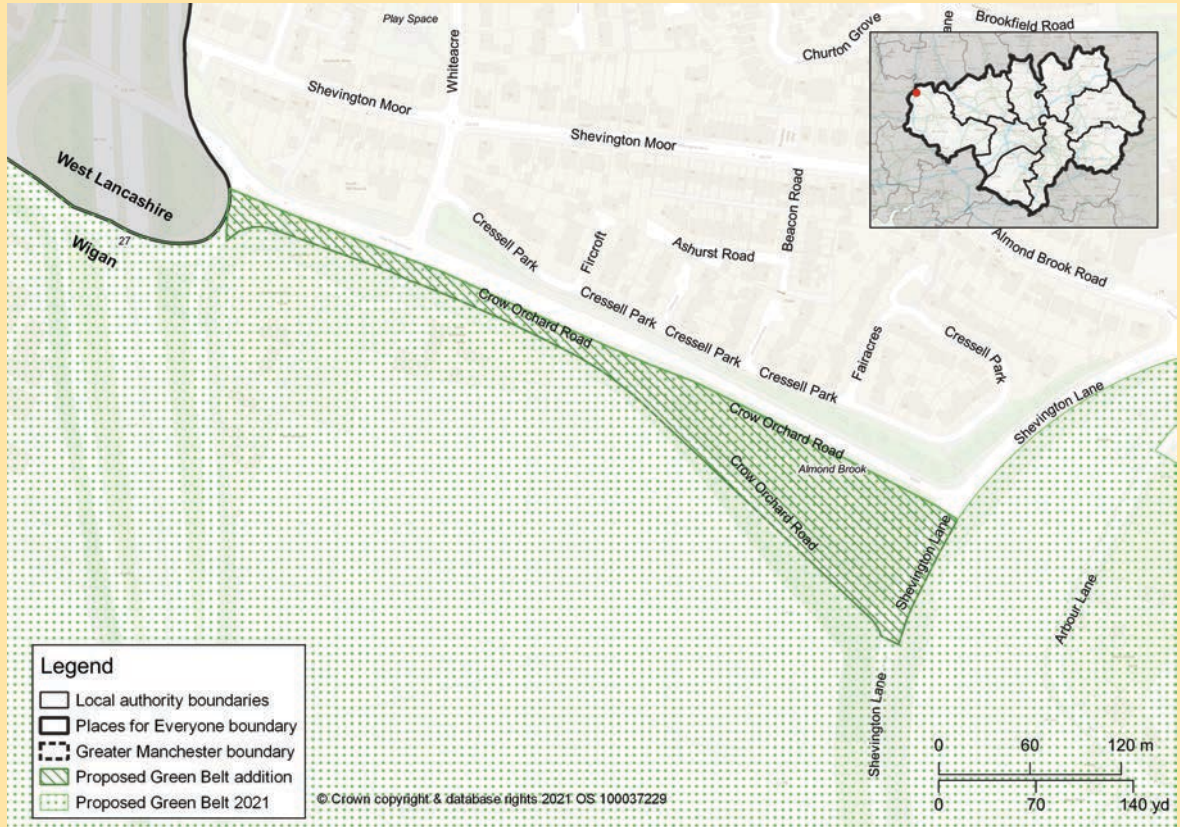 Play Space
Whiteacre
Churton Grove
Lane
Brookfield Road
Shevington Moor
Shevington Moor
West Lancashire
27
Wigan
Cressell Park
Fircroft
Ashurst Road
Beacon Road
Almond Brook Road
Crow Orchard Road
Cressell Park
Cressell Park
Cressell Park
Fairacres
Cressell Park
Shevington Lane
Crow Orchard Road
Almond Brook
Crow Orchard Road
Shevington Lane
Arbour Lane
Shevington Lane
Legend
Local authority boundaries
Places for Everyone boundary
Greater Manchester boundary
Proposed Green Belt addition
Proposed Green Belt 2021
© Crown copyright & database rights 2021 OS 100037229
0 60 120 m
0 70 140 yd